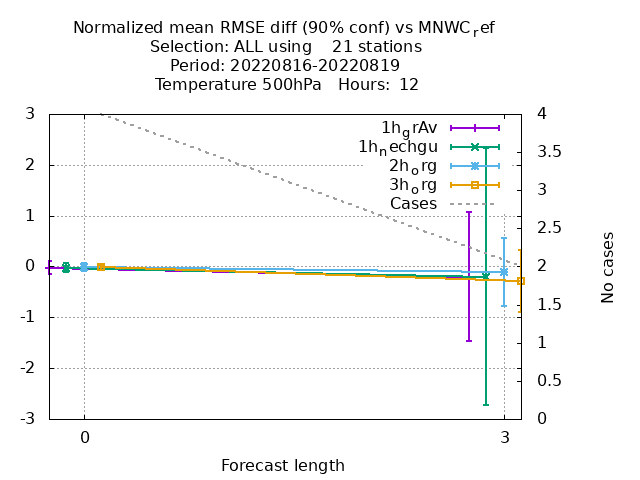 Normalized mean RMSE diff (90% conf) vs MNWC_ref
Selection: ALL using    21 stations
Period: 20220816-20220819
Temperature 500hPa   Hours:  12
3
2
1
0
-1
-2
-3
4
3.5
3
2.5
2
1.5
1
0.5
0
1h_grAv
1h_nechgu
2h_org
3h_org
Cases
No cases
0
3
Forecast length